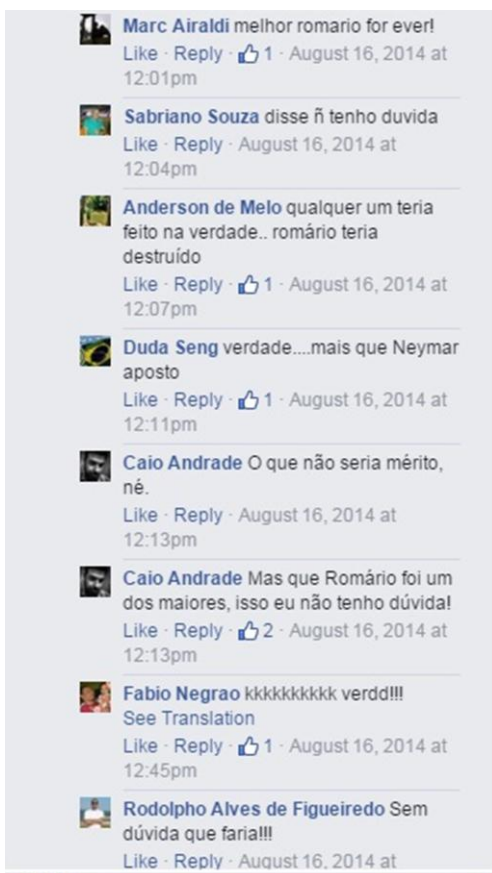 Marc Airaldi melhor romario for ever!
Like · Reply · 1 · August 16, 2014 at
12:01pm
Sabriano Souza disse ñ tenho duvida
Like · Reply · August 16, 2014 at
12:04pm
Anderson de Melo qualquer um teria
feito na verdade.. romário teria
destruído
Like · Reply · 1 · August 16, 2014 at
12:07pm
Duda Seng verdade....mais que Neymar
aposto
Like · Reply · 1 · August 16, 2014 at
12:11pm
Caio Andrade O que não seria mérito,
né.
Like · Reply · August 16, 2014 at
12:13pm
Caio Andrade Mas que Romário foi um
dos maiores, isso eu não tenho dúvida!
Like · Reply · 2 · August 16, 2014 at
12:13pm
Fabio Negrao kkkkkkkkkk verdd!!!
See Translation
Like · Reply · 1 · August 16, 2014 at
12:45pm
Rodolpho Alves de Figueiredo Sem
dúvida que faria!!!
Like · Reply · August 16, 2014 at